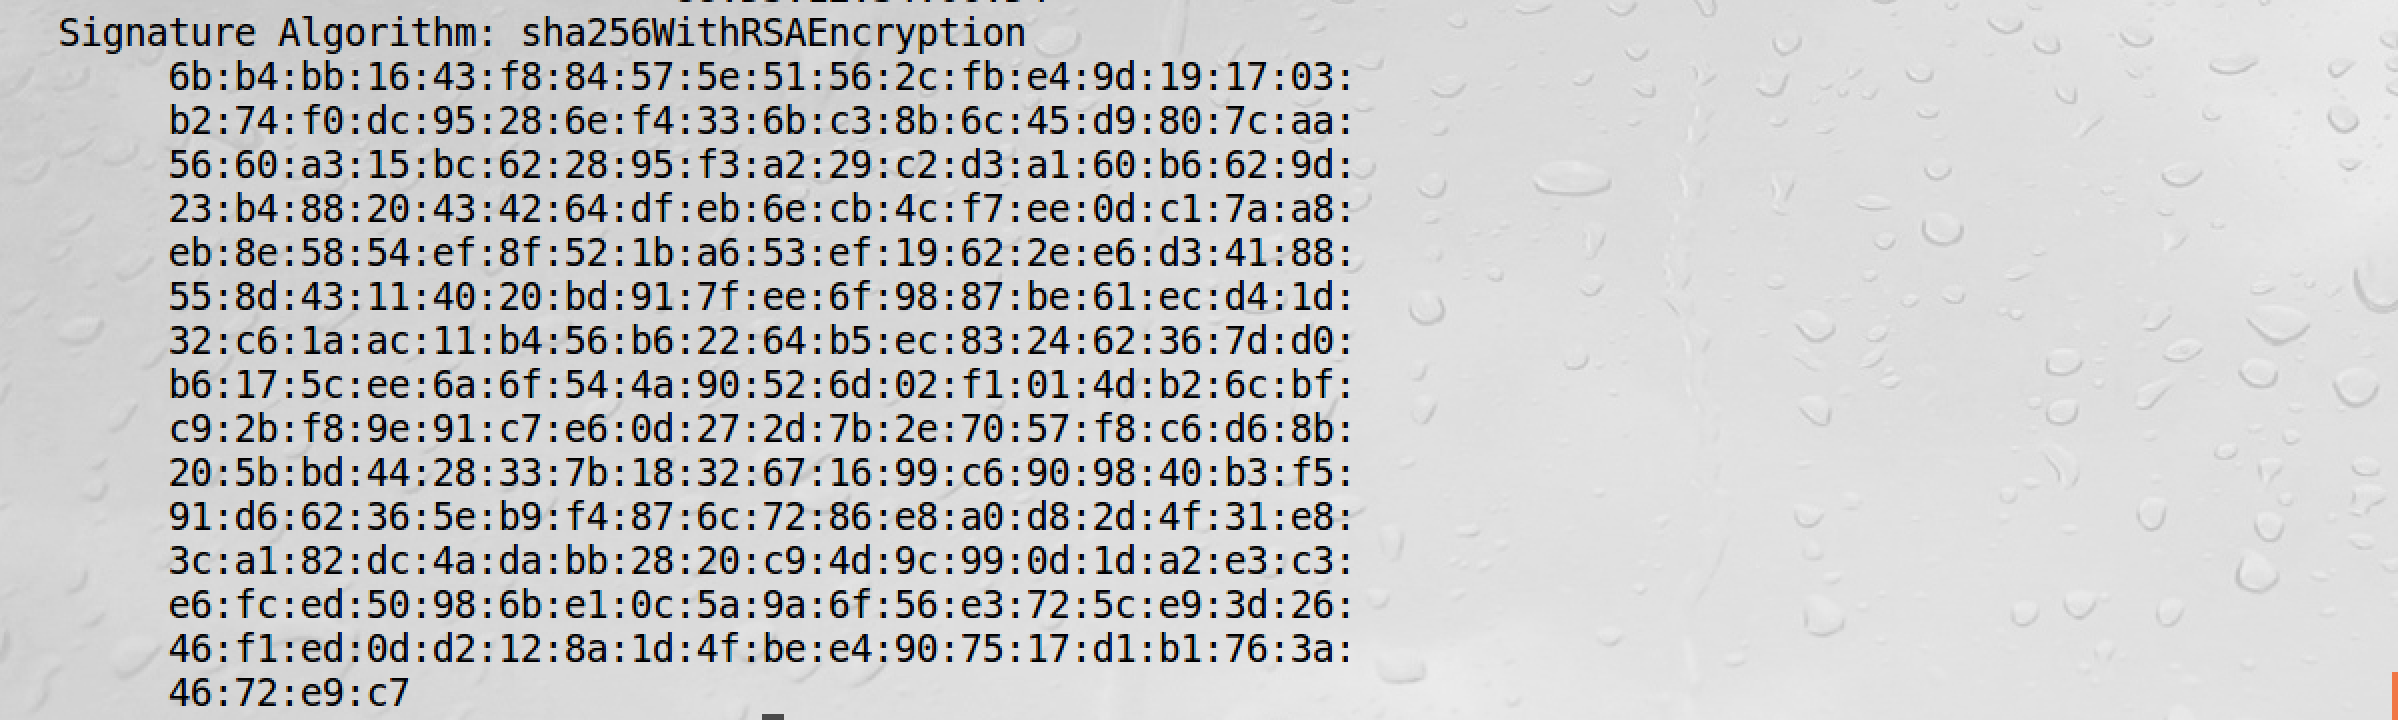 Signature Algorithm: sha256WithRSAEncryption
6b:b4:bb:16:43:f8:84:57:5e:51:56:2c:fb:e4:9d:19:17:03:
b2:74:f0:dc:95:28:6e:f4:33:6b:c3:8b:6c:45:d9:80:7c:aa:
56:60:a3:15:bc:62:28:95:f3:a2:29:c2:d3:a1:60:b6:62:9d:
23:b4:88:20:43:42:64:df:eb:6e:cb:4c:f7:ee:0d:c1:7a:a8:
eb:8e:58:54:ef:8f:52:1b:a6:53:ef:19:62:2e:e6:d3:41:88:
55:8d:43:11:40:20:bd:91:7f:ee:6f:98:87:be:61:ec:d4:1d:
32:c6:1a:ac:11:b4:56:b6:22:64:b5:ec:83:24:62:36:7d:d0:
b6:17:5c:ee:6a:6f:54:4a:90:52:6d:02:f1:01:4d:b2:6c:bf:
c9:2b:f8:9e:91:c7:e6:0d:27:2d:7b:2e:70:57:f8:c6:d6:8b:
20:5b:bd:44:28:33:7b:18:32:67:16:99:c6:90:98:40:b3:f5:
91:d6:62:36:5e:b9:f4:87:6c:72:86:e8:a0:d8:2d:4f:31:e8:
3c:a1:82:dc:4a:da:bb:28:20:c9:4d:9c:99:0d:1d:a2:e3:c3:
e6:fc:ed:50:98:6b:e1:0c:5a:9a:6f:56:e3:72:5c:e9:3d:26:
46:f1:ed:0d:d2:12:8a:1d:4f:be:e4:90:75:17:d1:b1:76:3a:
46:72:e9:c7